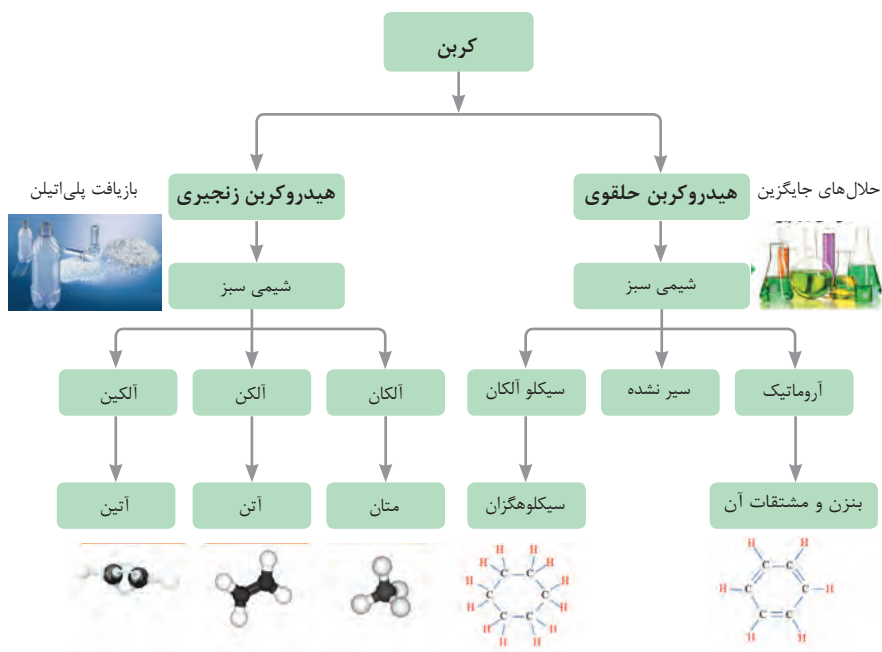 کربن
هیدروکربن حلقوی
هیدروکربن زنجیری
حلال‌های جایگزین
بازیافت پلی‌اتیلن
شیمی سبز
شیمی سبز
آروماتیک
سیر نشده
سیکلو آلکان
آلکان
آلکن
آلکین
بنزن و مشتقات آن
سیکلوهگزان
متان
آتن
آتین
H H
C C
H C C H
C C
H H
H H H H
C C
H H
C C
H H
C C
H H H H